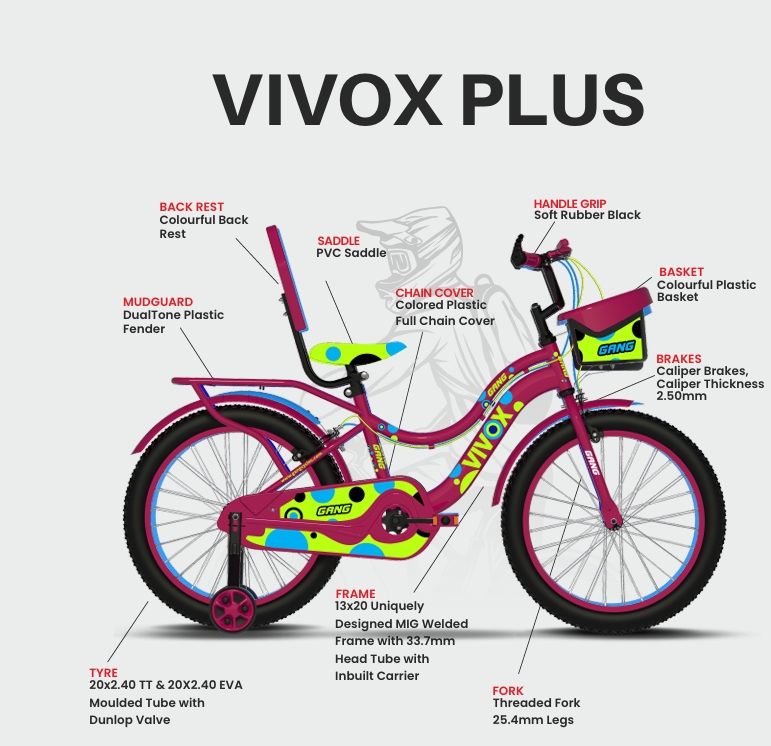 VIVOX PLUS
BACK REST
Colourful Back
Rest
SADDLE
PVC Saddle
HANDLE GRIP
Soft Rubber Black
MUDGUARD
DualTone Plastic
Fender
CHAIN COVER
Colored Plastic
Full Chain Cover
BASKET
Colourful Plastic
Basket
GANG
BRAKES
Caliper Brakes,
Caliper Thickness
2.50mm
GANG
VIVOX
GANG
GANG
GANG
FRAME
13x20 Uniquely
Designed MIG Welded
Frame with 33.7mm
Head Tube with
Inbuilt Carrier
TYRE
20x2.40 TT & 20X2.40 EVA
Moulded Tube with
Dunlop Valve
FORK
Threaded Fork
25.4mm Legs